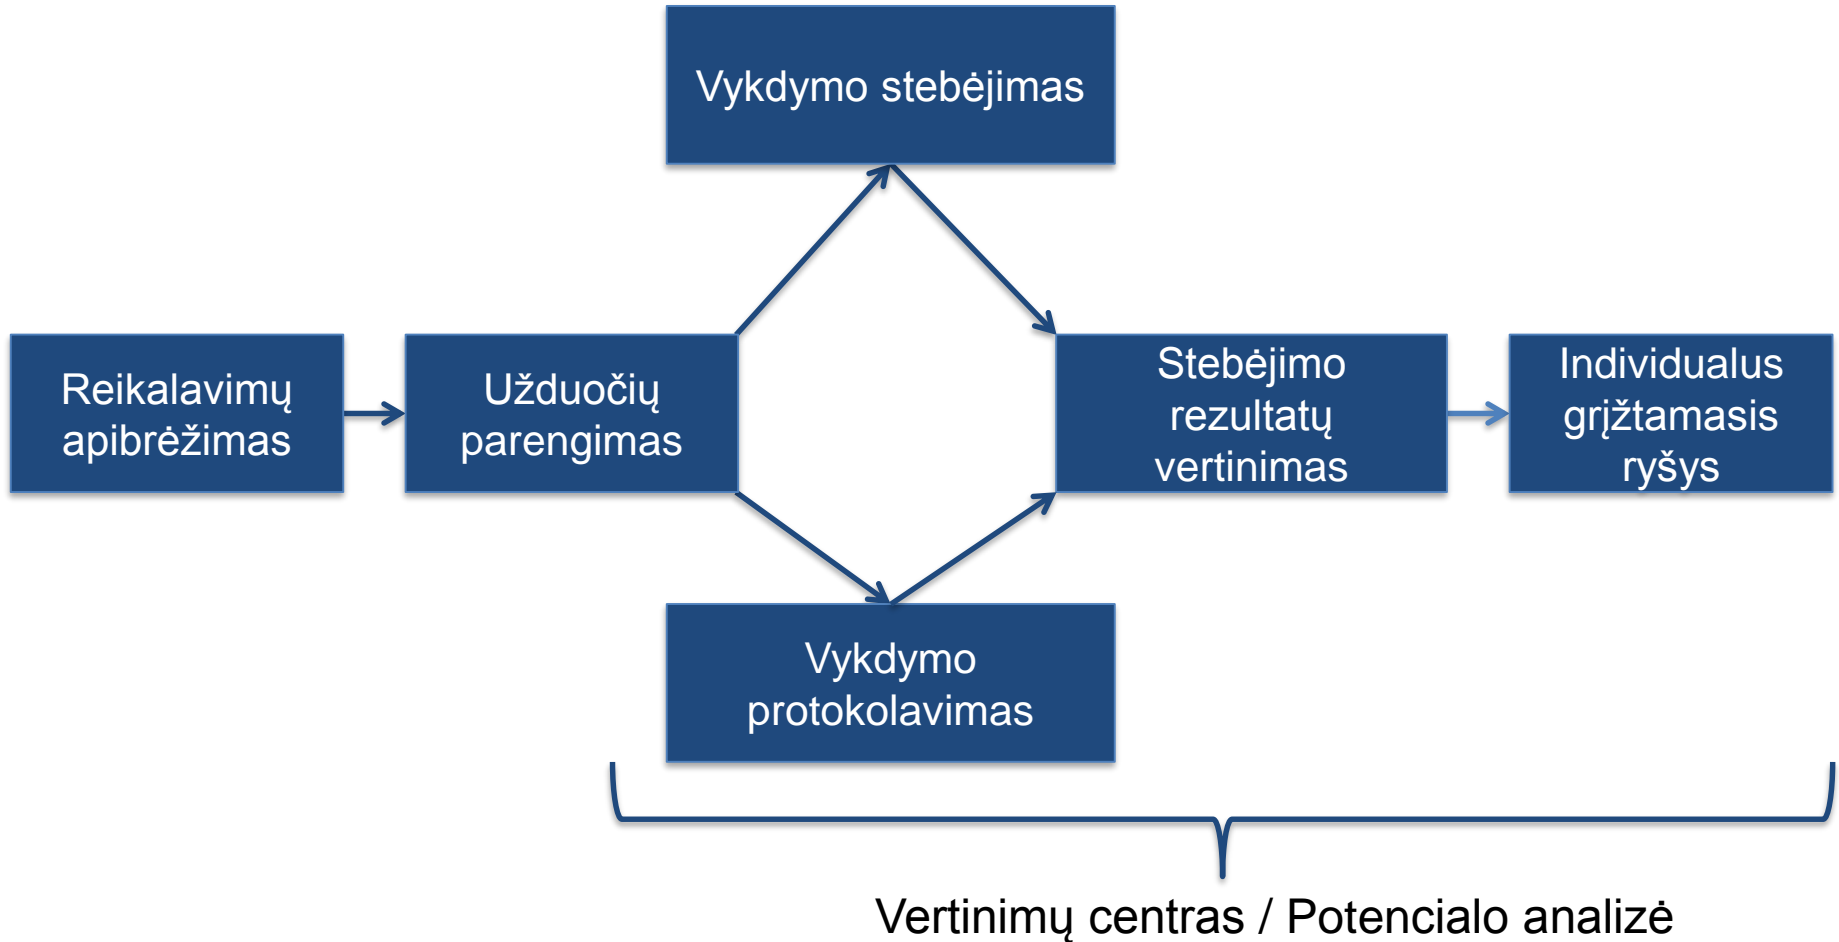 Vykdymo stebėjimas
Reikalavimų
apibrėžimas
Užduočių
parengimas
Stebėjimo
rezultatų
vertinimas
Individualus
grįžtamasis
ryšys
Vykdymo
protokolavimas
Vertinimų centras / Potencialo analizė